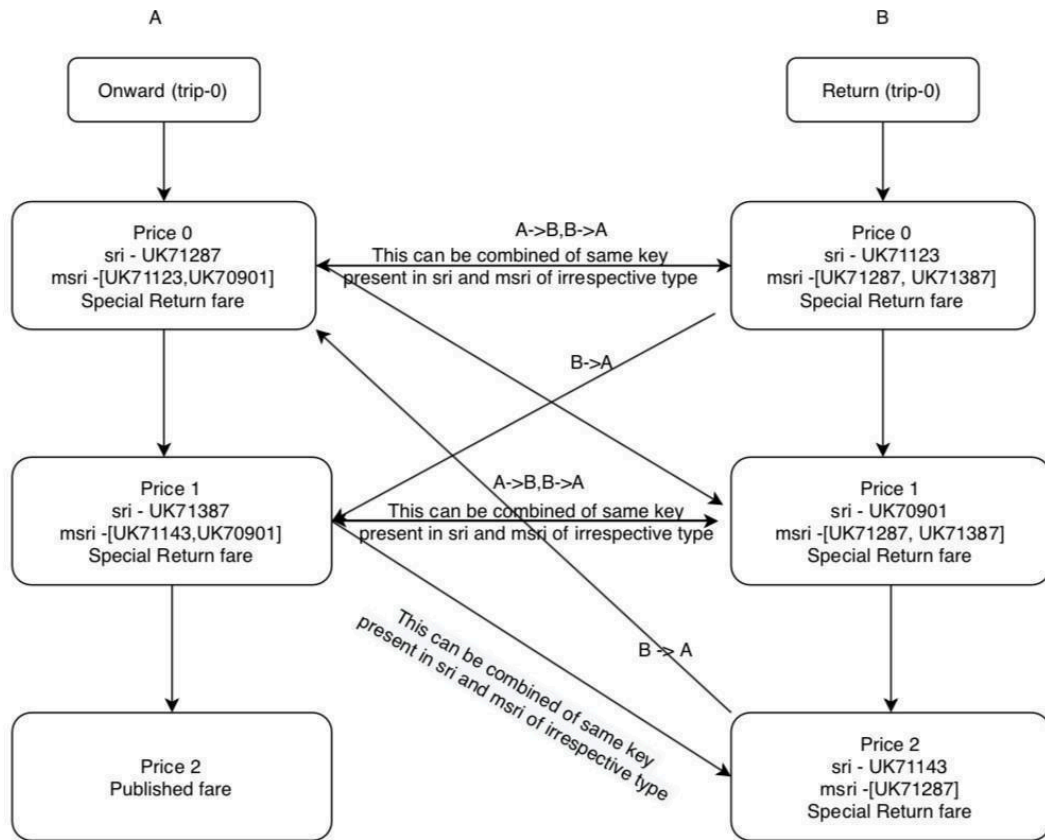 A
B
Onward (trip-0)
Return (trip-0)
Price 0
sri - UK71287
msri -[UK71123,UK70901]
Special Return fare
A->B,B->A
This can be combined of same key
present in sri and msri of irrespective type
Price 0
sri - UK71123
msri -[UK71287, UK71387]
Special Return fare
B->A
Price 1
sri - UK71387
msri -[UK71143,UK70901]
Special Return fare
A->B,B->A
This can be combined of same key
present in sri and msri of irrespective type
Price 1
sri - UK70901
msri -[UK71287, UK71387]
Special Return fare
This can be combined of same key
present in sri and msri of irrespective type
B -> A
Price 2
Published fare
Price 2
sri - UK71143
msri -[UK71287]
Special Return fare